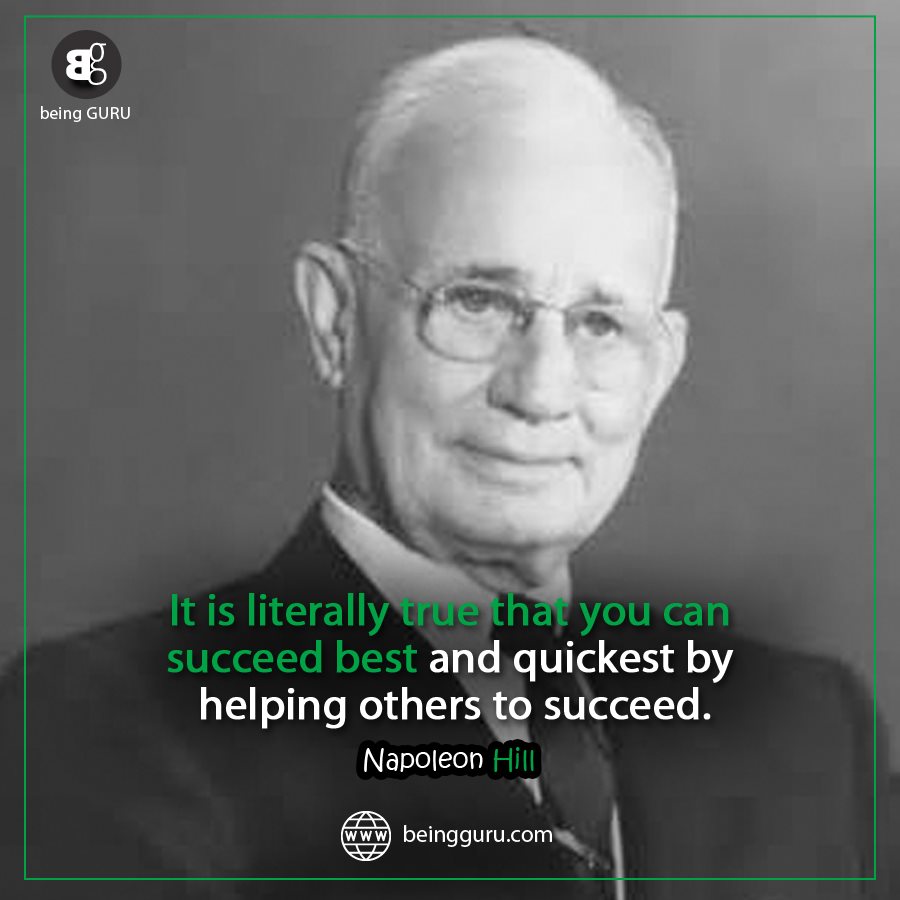 Bg
being GURU
It is literally true that you can
succeed best and quickest by
helping others to succeed.
Napoleon Hill
www beingguru.com